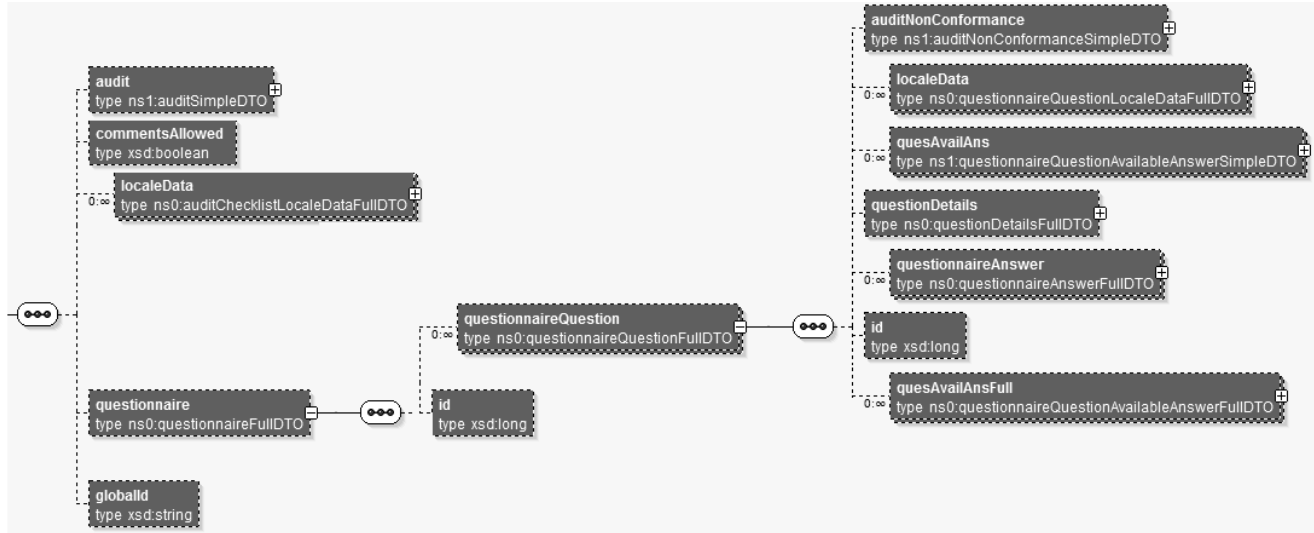 audit
type ns1:auditSimpleDTO
commentsAllowed
type xsd:boolean
localeData
0:∞
type ns0:auditChecklistLocaleDataFullDTO
questionnaire
type ns0:questionnaireFullDTO
globalId
type xsd:string
questionnaireQuestion
0:∞
type ns0:questionnaireQuestionFullDTO
id
type xsd:long
auditNonConformance
type ns1:auditNonConformanceSimpleDTO
localeData
0:∞
type ns0:questionnaireQuestionLocaleDataFullDTO
quesAvailAns
0:∞
type ns1:questionnaireQuestionAvailableAnswerSimpleDTO
questionDetails
type ns0:questionDetailsFullDTO
questionnaireAnswer
0:∞
type ns0:questionnaireAnswerFullDTO
id
type xsd:long
quesAvailAnsFull
0:∞
type ns0:questionnaireQuestionAvailableAnswerFullDTO